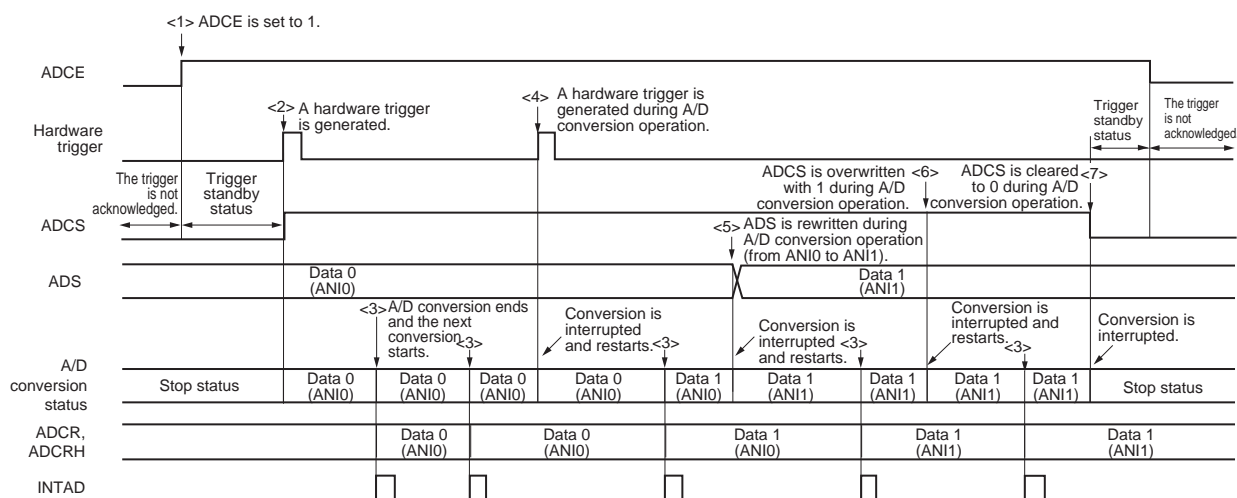 <1> ADCE is set to 1.
ADCE
<2> A hardware trigger
is generated.
<4> A hardware trigger is
generated during A/D
conversion operation.
Trigger
standby
status
The trigger
is not
acknowledged
Hardware
trigger
The trigger
is not
acknowledged.
Trigger
standby
status
ADCS is overwritten <6>
with 1 during A/D
conversion operation.
ADCS is cleared <7>
to 0 during A/D
conversion operation.
ADCS
<5> ADS is rewritten during
A/D conversion operation
(from ANI0 to ANI1).
ADS
Data 0
(ANI0)
Data 1
(ANI1)
<3> A/D conversion ends
and the next
conversion
starts.
<3>
Conversion is
interrupted
and restarts.
<3>
Conversion is
interrupted
and restarts.
<3>
Conversion is
interrupted and
restarts.
<3>
Conversion is
interrupted.
A/D
conversion
status
Stop status
Data 0
(ANI0)
Data 0
(ANI0)
Data 0
(ANI0)
Data 0
(ANI0)
Data 1
(ANI0)
Data 1
(ANI1)
Data 1
(ANI1)
Data 1
(ANI1)
Data 1
(ANI1)
Stop status
ADCR,
ADCRH
Data 0
(ANI0)
Data 0
(ANI0)
Data 1
(ANI0)
Data 1
(ANI1)
Data 1
(ANI1)
INTAD